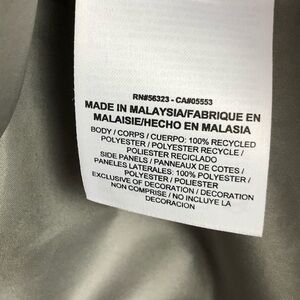 RN#56323 - CA#05553
MADE IN MALAYSIA/FABRIQUE EN
MALAISIE/HECHO EN MALASIA
BODY / CORPS / CUERPO: 100% RECYCLED
POLYESTER / POLYESTER RECYCLE /
POLIESTER RECICLADO
SIDE PANELS / PANNEAUX DE COTES /
PANELES LATERALES: 100% POLYESTER /
POLYESTER / POLIESTER
EXCLUSIVE OF DECORATION / DECORATION
NON COMPRISE / NO INCLUYE LA
DECORACION